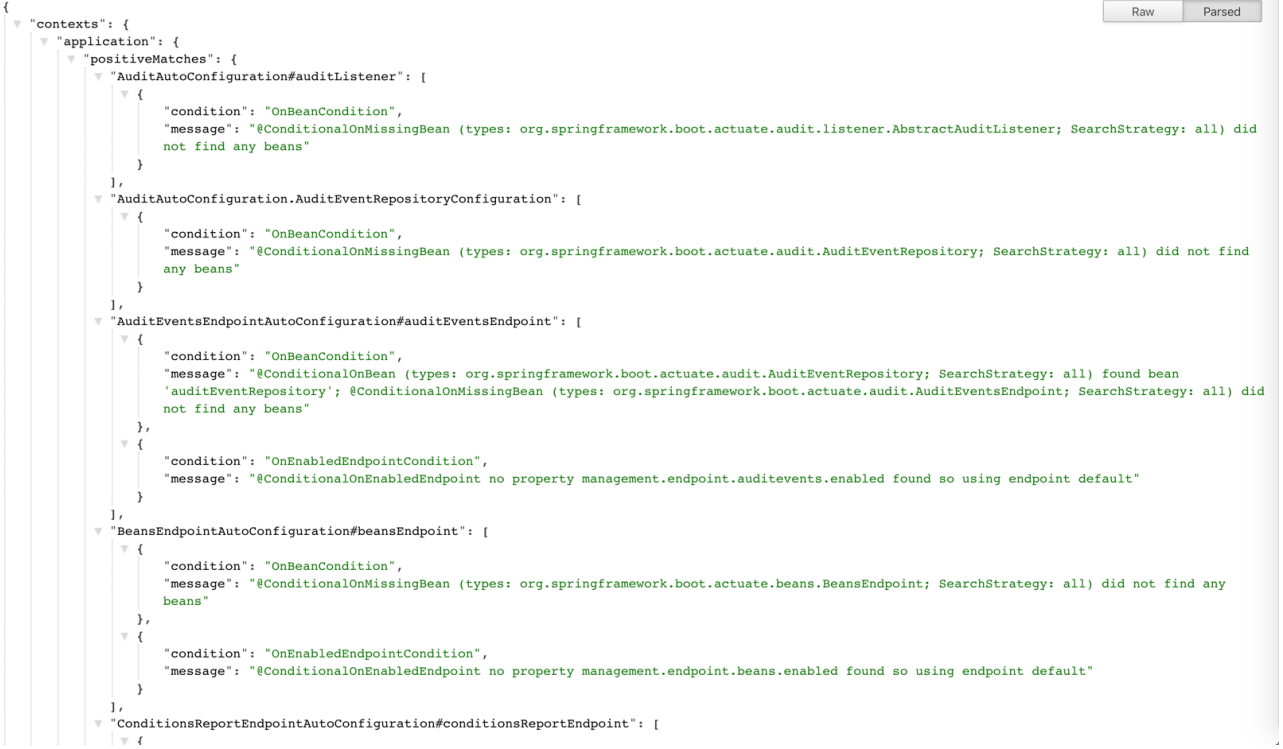 {
Raw Parsed
"contexts": {
"application": {
"positiveMatches": {
"AuditAutoConfiguration#auditListener": [
{
"condition": "OnBeanCondition",
"message": "@ConditionalOnMissingBean (types: org.springframework.boot.actuate.audit.listener.AbstractAuditListener; SearchStrategy: all) did
not find any beans"
}
],
"AuditAutoConfiguration.AuditEventRepositoryConfiguration": [
{
"condition": "OnBeanCondition",
"message": "@ConditionalOnMissingBean (types: org.springframework.boot.actuate.audit.AuditEventRepository; SearchStrategy: all) did not find
any beans"
}
],
"AuditEventsEndpointAutoConfiguration#auditEventsEndpoint": [
{
"condition": "OnBeanCondition",
"message": "@ConditionalOnBean (types: org.springframework.boot.actuate.audit.AuditEventRepository; SearchStrategy: all) found bean
'auditEventRepository'; @ConditionalOnMissingBean (types: org.springframework.boot.actuate.audit.AuditEventsEndpoint; SearchStrategy: all) did
not find any beans"
},
{
"condition": "OnEnabledEndpointCondition",
"message": "@ConditionalOnEnabledEndpoint no property management.endpoint.auditevents.enabled found so using endpoint default"
}
],
"BeansEndpointAutoConfiguration#beansEndpoint": [
{
"condition": "OnBeanCondition",
"message": "@ConditionalOnMissingBean (types: org.springframework.boot.actuate.beans.BeansEndpoint; SearchStrategy: all) did not find any
beans"
},
{
"condition": "OnEnabledEndpointCondition",
"message": "@ConditionalOnEnabledEndpoint no property management.endpoint.beans.enabled found so using endpoint default"
}
],
"ConditionsReportEndpointAutoConfiguration#conditionsReportEndpoint": [
{